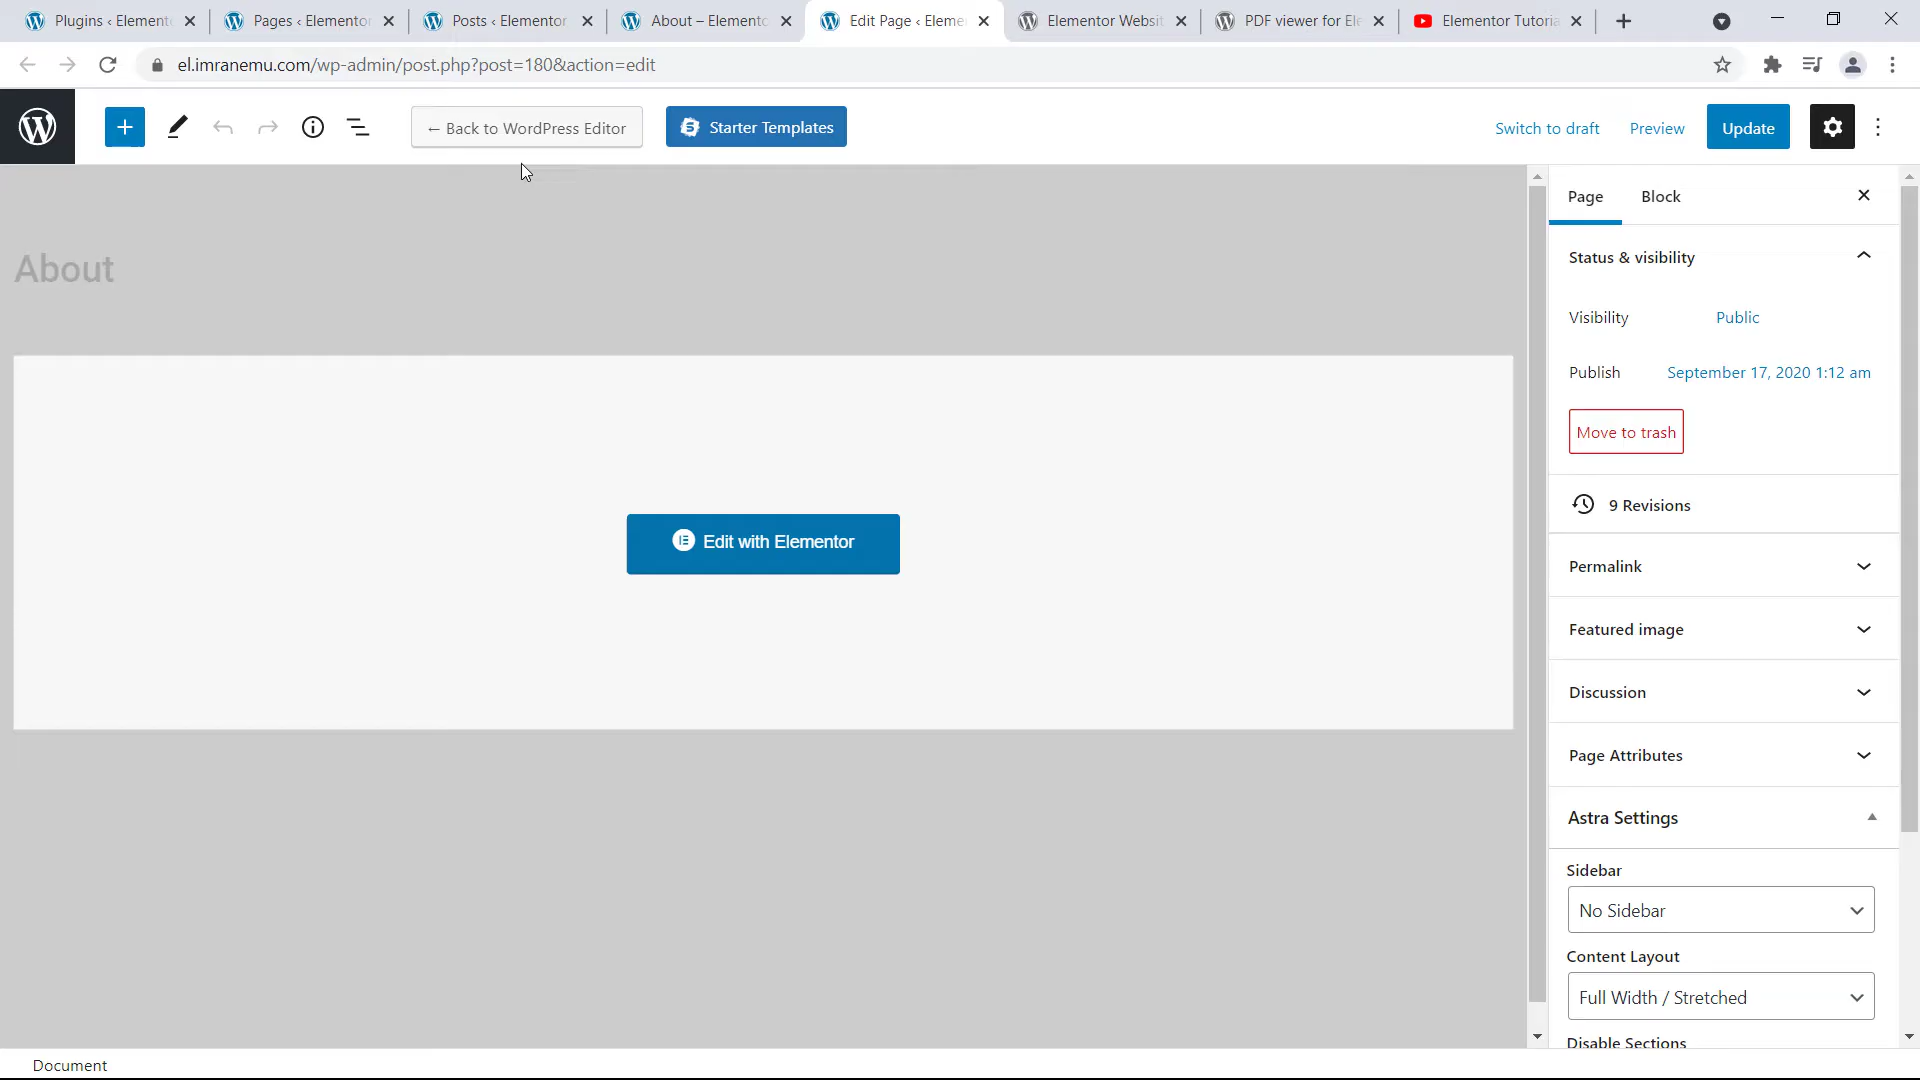 Plugins ‹ Element
Pages ‹ Elementor
Posts ‹ Elementor
About – Elemento
Edit Page ‹ Eleme
Elementor Websit
PDF viewer for Ele
Elementor Tutoria
el.imranemu.com/wp-admin/post.php?post=180&action=edit
← Back to WordPress Editor
Starter Templates
Switch to draft
Preview
Update
Page
Block
Status & visibility
About
Visibility
Public
Publish
September 17, 2020 1:12 am
Move to trash
9 Revisions
Edit with Elementor
Permalink
Featured image
Discussion
Page Attributes
Astra Settings
Sidebar
No Sidebar
Content Layout
Full Width / Stretched
Disable Sections
Document